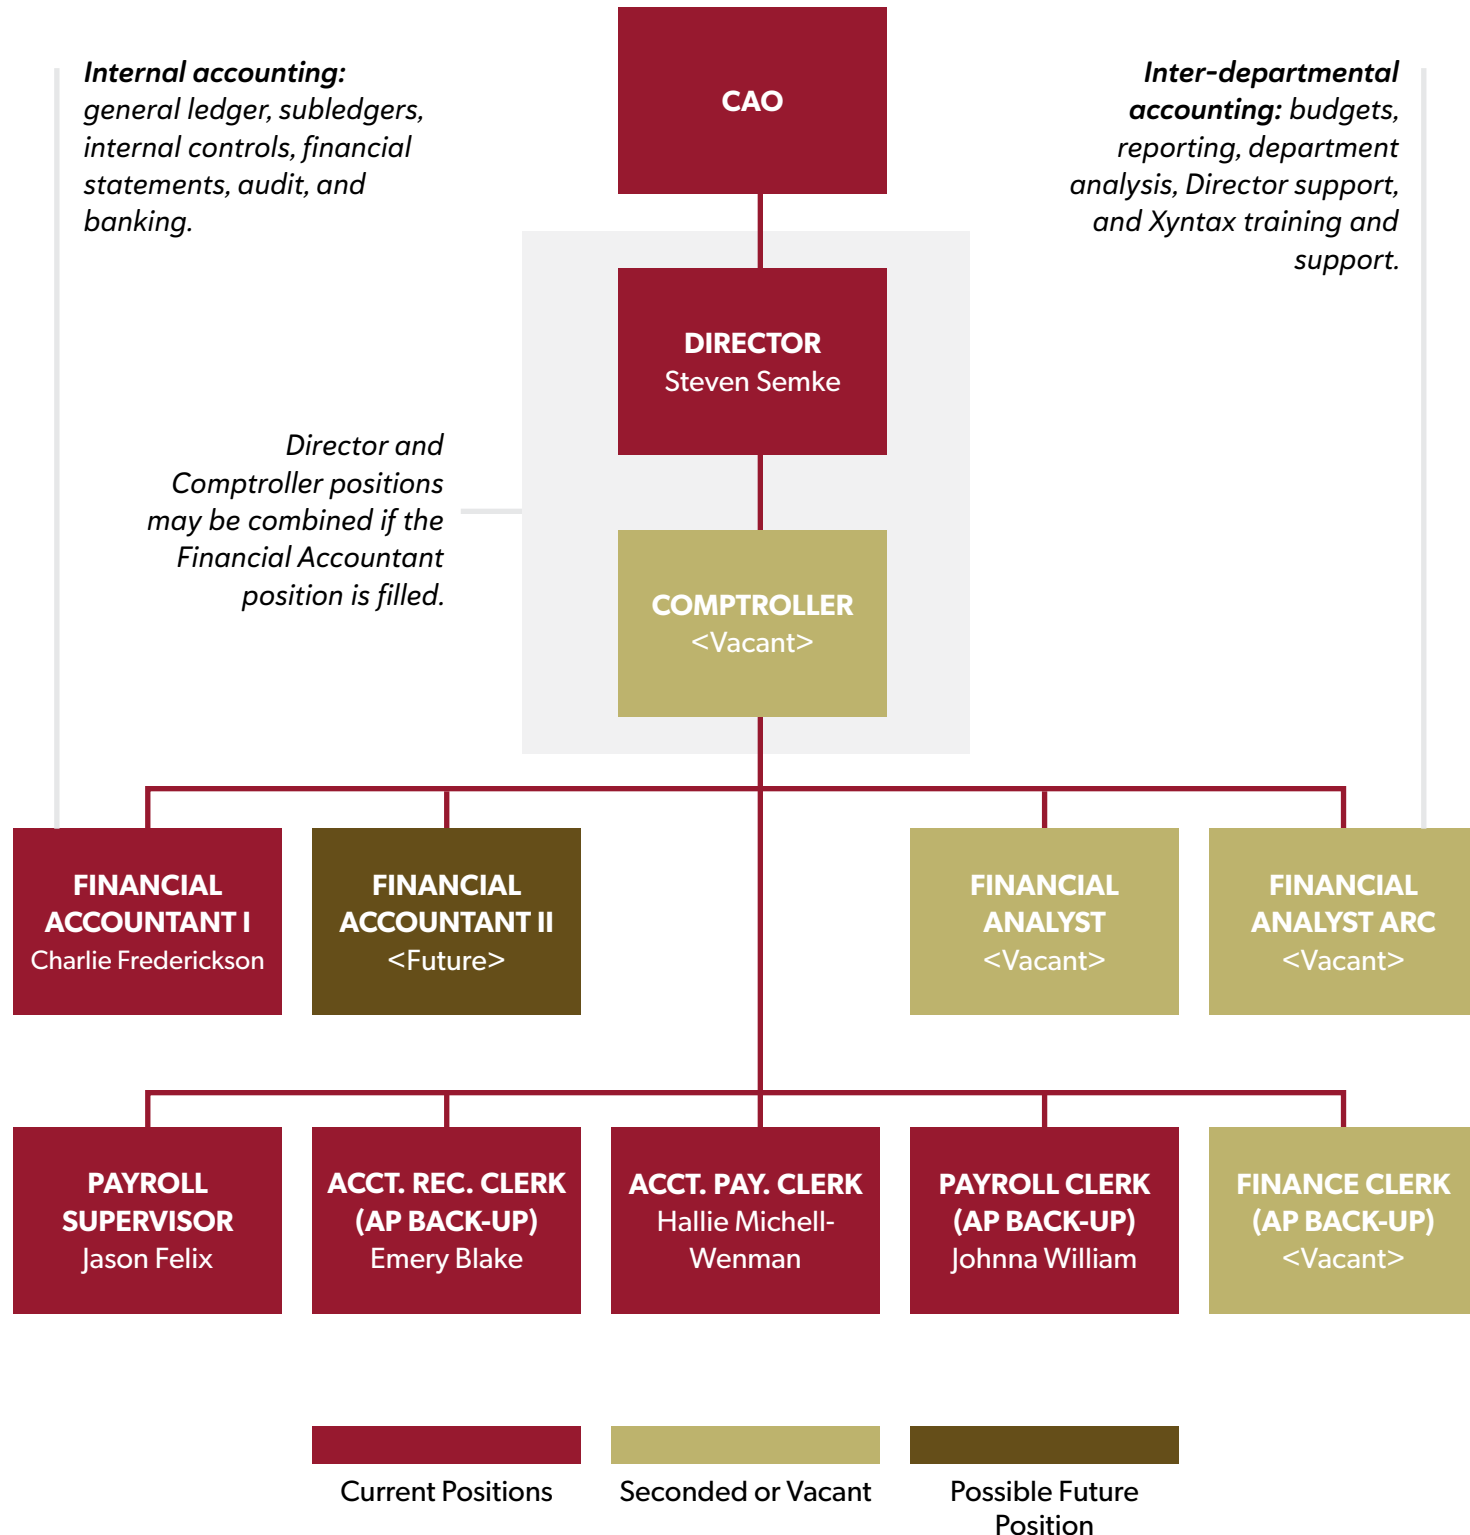 CAO
Internal accounting:
general ledger, subledgers,
internal controls, financial
statements, audit, and
banking.
Inter-departmental
accounting: budgets,
reporting, department
analysis, Director support,
and Xyntax training and
support.
DIRECTOR
Steven Semke
Director and
Comptroller positions
may be combined if the
Financial Accountant
position is filled.
COMPTROLLER
<Vacant>
FINANCIAL
ACCOUNTANT I
Charlie Frederickson
FINANCIAL
ACCOUNTANT II
<Future>
FINANCIAL
ANALYST
<Vacant>
FINANCIAL
ANALYST ARC
<Vacant>
PAYROLL
SUPERVISOR
Jason Felix
ACCT. REC. CLERK
(AP BACK-UP)
Emery Blake
ACCT. PAY. CLERK
Hallie Michell-
Wenman
PAYROLL CLERK
(AP BACK-UP)
Johnna William
FINANCE CLERK
(AP BACK-UP)
<Vacant>
Current Positions
Seconded or Vacant
Possible Future
Position